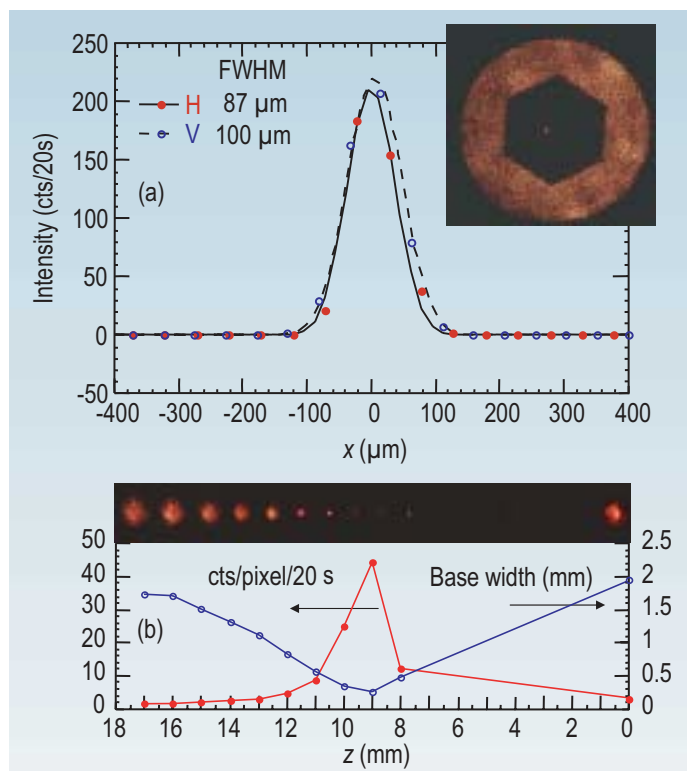 250
200
150
100
50
0
-50
Intensity (cts/20s)
FWHM
H 87 µm
V 100 µm
(a)
-400 -300 -200 -100 0 100 200 300 400
x (µm)
50
40
30
20
10
0
cts/pixel/20 s
Base width (mm)
(b)
2.5
2
1.5
1
0.5
0
18 16 14 12 10 8 6 4 2 0
z (mm)